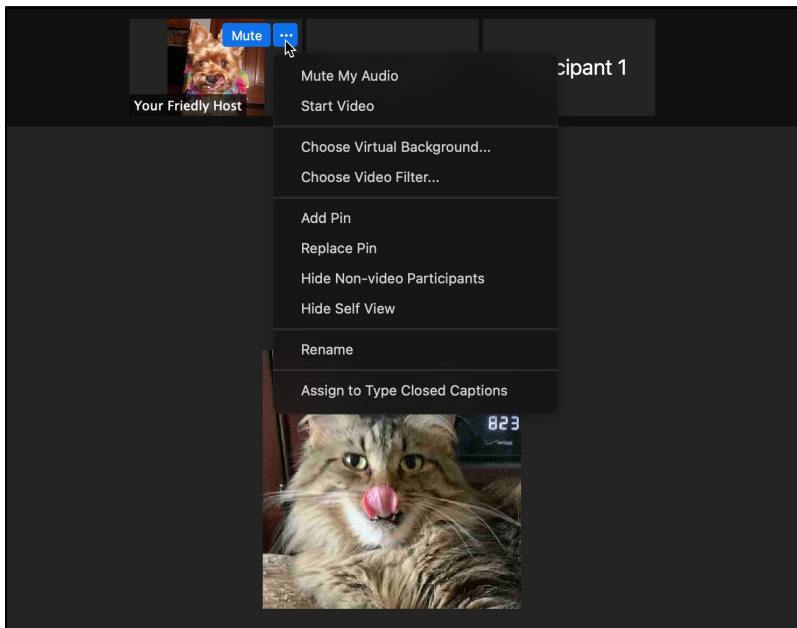 Mute ...
Your Friedly Host
cipant 1
Mute My Audio
Start Video
Choose Virtual Background...
Choose Video Filter...
Add Pin
Replace Pin
Hide Non-video Participants
Hide Self View
Rename
Assign to Type Closed Captions
823
verizon